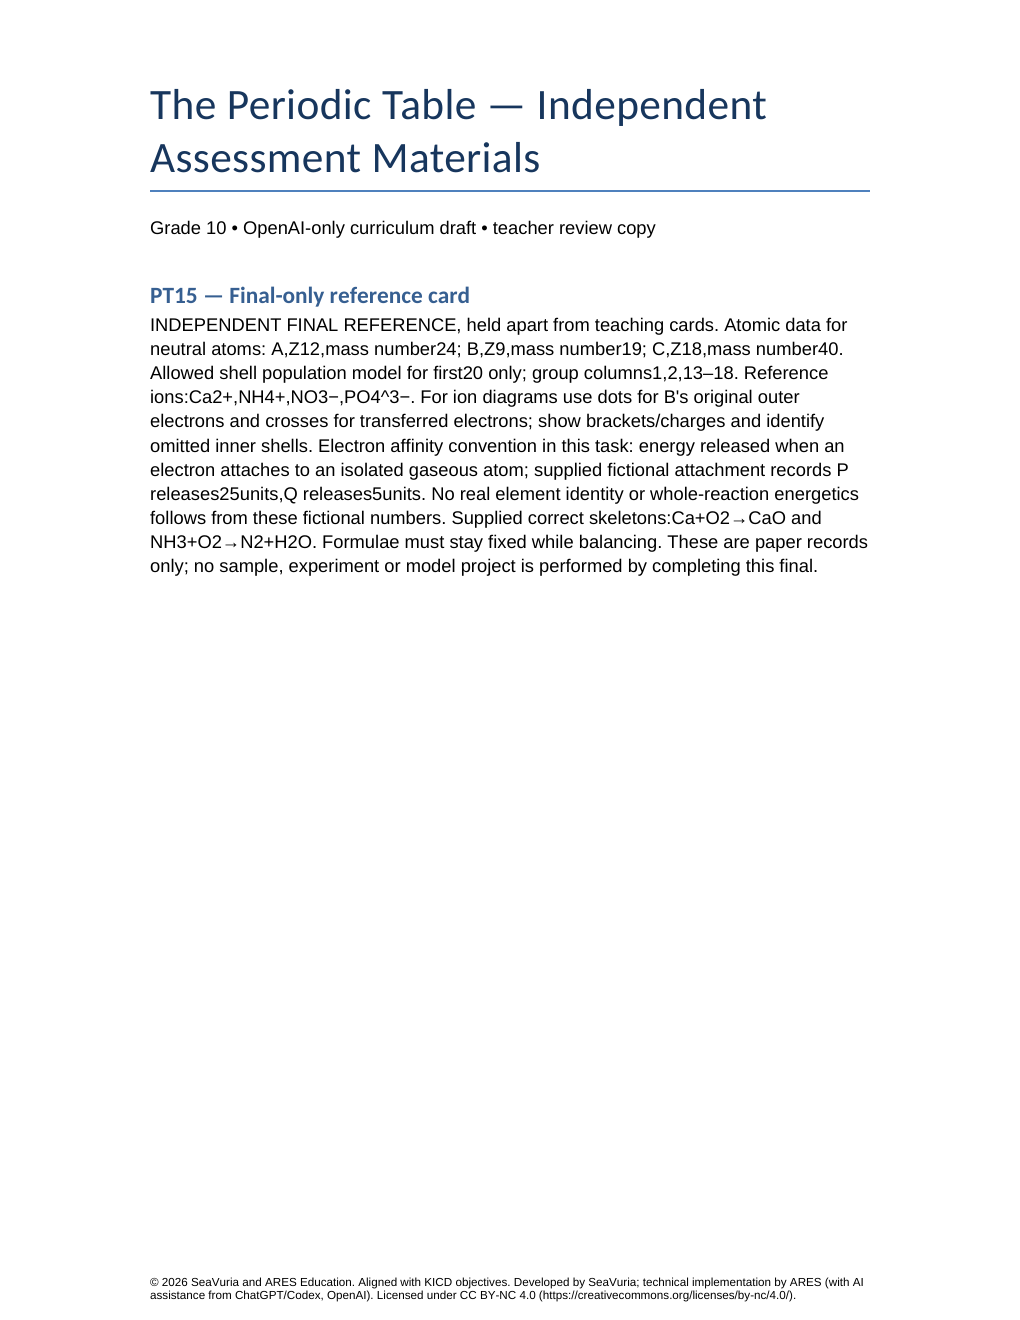 The Periodic Table — Independent
Assessment Materials
Grade 10 • OpenAI-only curriculum draft • teacher review copy
PT15 — Final-only reference card
INDEPENDENT FINAL REFERENCE, held apart from teaching cards. Atomic data for
neutral atoms: A,Z12,mass number24; B,Z9,mass number19; C,Z18,mass number40.
Allowed shell population model for first20 only; group columns1,2,13–18. Reference
ions:Ca2+,NH4+,NO3−,PO4^3−. For ion diagrams use dots for B's original outer
electrons and crosses for transferred electrons; show brackets/charges and identify
omitted inner shells. Electron affinity convention in this task: energy released when an
electron attaches to an isolated gaseous atom; supplied fictional attachment records P
releases25units,Q releases5units. No real element identity or whole-reaction energetics
follows from these fictional numbers. Supplied correct skeletons:Ca+O2→CaO and
NH3+O2→N2+H2O. Formulae must stay fixed while balancing. These are paper records
only; no sample, experiment or model project is performed by completing this final.
© 2026 SeaVuria and ARES Education. Aligned with KICD objectives. Developed by SeaVuria; technical implementation by ARES (with AI
assistance from ChatGPT/Codex, OpenAI). Licensed under CC BY-NC 4.0 (https://creativecommons.org/licenses/by-nc/4.0/).